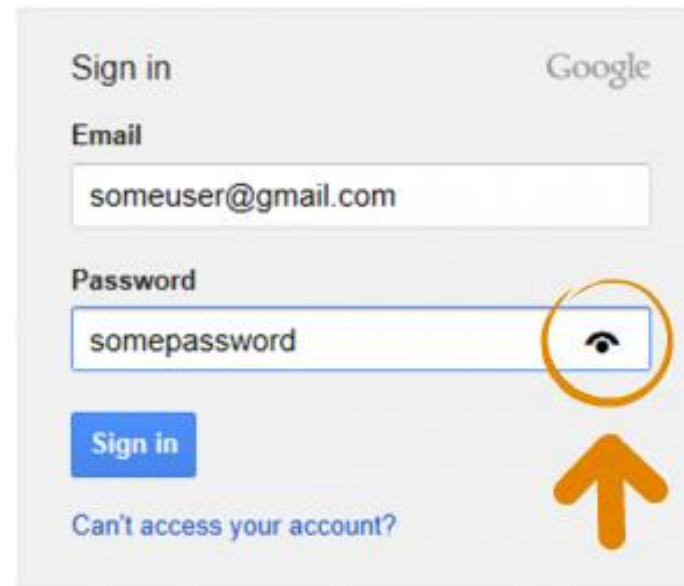 Sign in Google
Email
someuser@gmail.com
Password
somepassword
Sign in
Can't access your account?